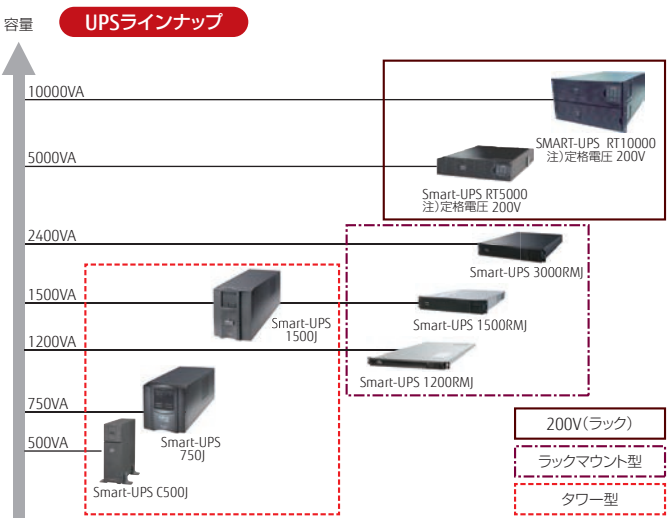 容量
UPSラインナップ
10000VA
SMART-UPS RT10000
注)定格電圧 200V
5000VA
Smart-UPS RT5000
注)定格電圧 200V
2400VA
Smart-UPS 3000RMJ
1500VA
Smart-UPS
1500J
Smart-UPS 1500RMJ
1200VA
Smart-UPS 1200RMJ
750VA
Smart-UPS
750J
500VA
Smart-UPS C500J
200V(ラック)
ラックマウント型
タワー型